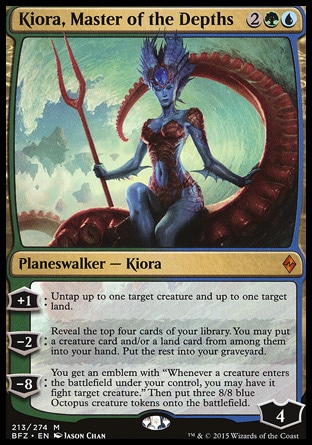 Kiora, Master of the Depths 2
Planeswalker — Kiora
+1: Untap up to one target creature and up to one target
land.
-2: Reveal the top four cards of your library. You may put
a creature card and/or a land card from among
them into your hand. Put the rest into your graveyard.
-8: You get an emblem with “Whenever a creature enters
the battlefield under your control, you may have it
fight target creature.” Then put three 8/8 blue
Octopus creature tokens onto the battlefield.
4
213/274 M
BFZ • EN Jason Chan
™ & © 2015 Wizards of the Coast